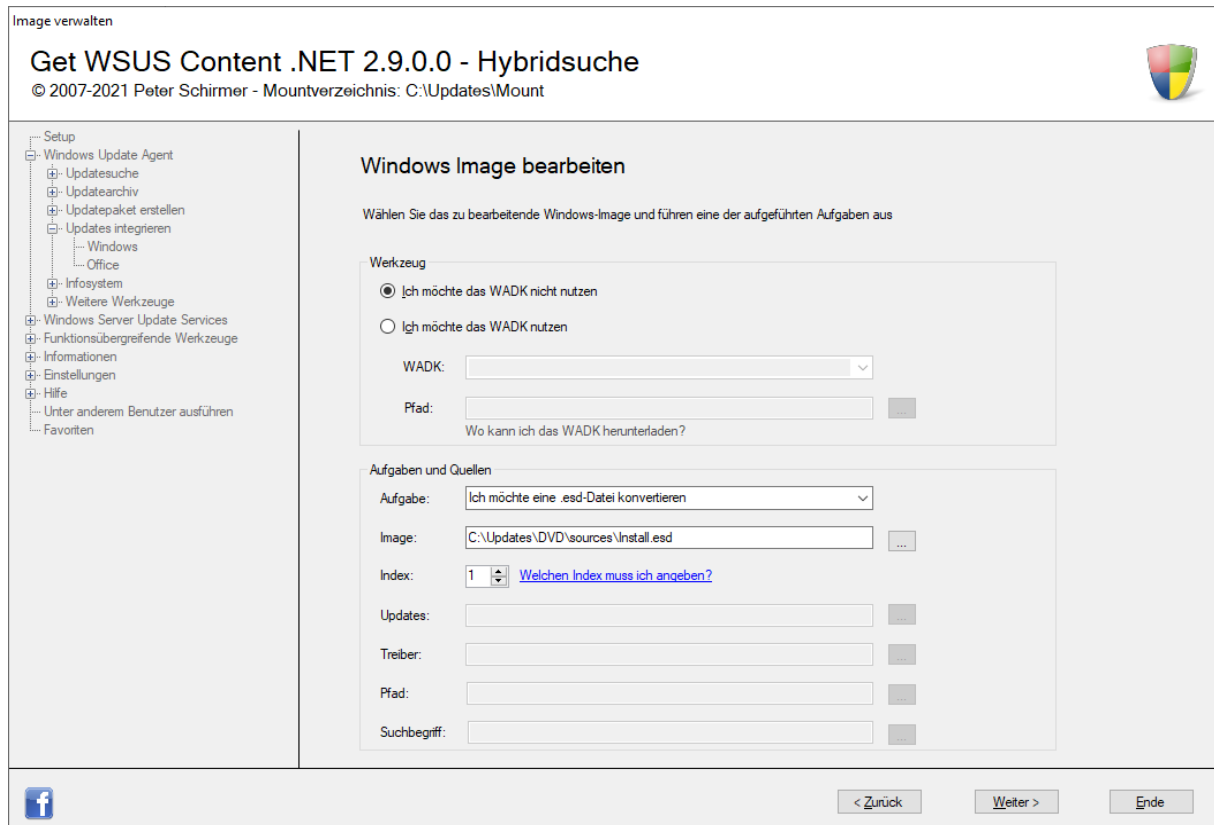 Image verwalten
Get WSUS Content .NET 2.9.0.0 - Hybridsuche
© 2007-2021 Peter Schirmer - Mountverzeichnis: C:\Updates\Mount
Setup
Windows Update Agent
Updatesuche
Updatearchiv
Updatepaket erstellen
Updates integrieren
Windows
Office
Infosystem
Weitere Werkzeuge
Windows Server Update Services
Funktionsübergreifende Werkzeuge
Informationen
Einstellungen
Hilfe
Unter anderem Benutzer ausführen
Favoriten
Windows Image bearbeiten
Wählen Sie das zu bearbeitende Windows-Image und führen eine der aufgeführten Aufgaben aus
Werkzeug
Ich möchte das WADK nicht nutzen
Ich möchte das WADK nutzen
WADK:
Pfad: ...
Wo kann ich das WADK herunterladen?
Aufgaben und Quellen
Aufgabe: Ich möchte eine .esd-Datei konvertieren
Image: C:\Updates\DVD\sources\Install.esd ...
Index: 1 Welchen Index muss ich angeben?
Updates: ...
Treiber: ...
Pfad: ...
Suchbegriff: ...
f < Zurück Weiter > Ende